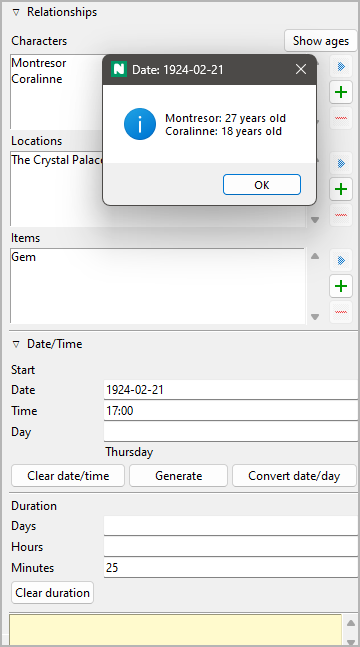 Relationships
Characters
Show ages
Montresor
Coralinne
Date: 1924-02-21
Montresor: 27 years old
Coralinne: 18 years old
OK
Locations
The Crystal Palace
Items
Gem
Date/Time
Start
Date 1924-02-21
Time 17:00
Day
Thursday
Clear date/time Generate Convert date/day
Duration
Days
Hours
Minutes 25
Clear duration